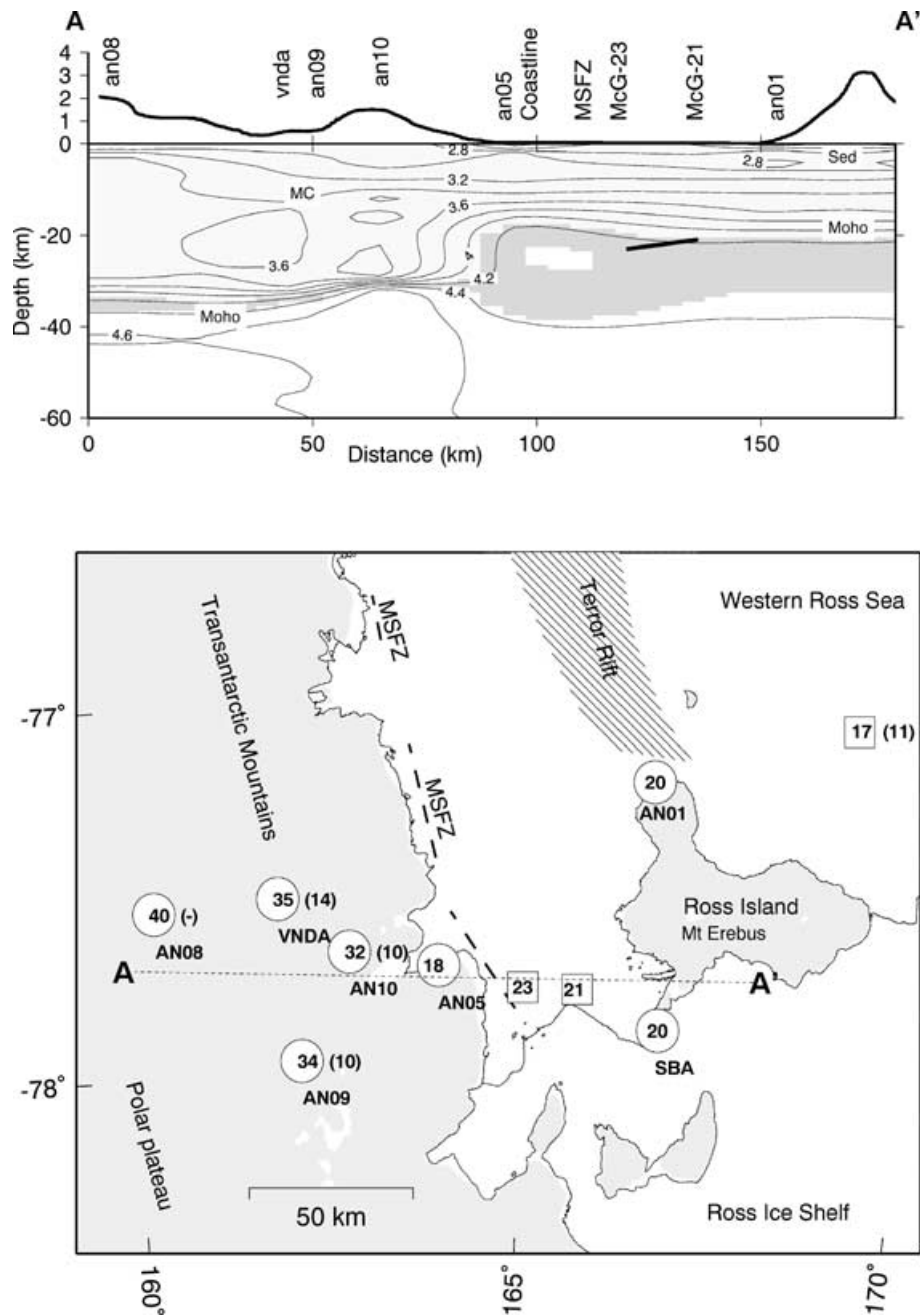 A
A'
an08
vnda
an09
an10
an05
Coastline
MSFZ
McG-23
McG-21
an01
4
3
2
1
0
0
-20
-40
-60
Depth (km)
2.8
2.8
Sed
3.2
MC
3.6
Moho
3.6
4
4.2
4.4
Moho
4.6
0
50
100
150
Distance (km)
Transantarctic Mountains
MSFZ
MSFZ
Terror Rift
Western Ross Sea
-77°
17 (11)
20
AN01
35 (14)
VNDA
40 (-)
AN08
32 (10)
AN10
18
AN05
Ross Island
Mt Erebus
A
A'
23
21
20
SBA
34 (10)
AN09
-78°
Polar plateau
50 km
Ross Ice Shelf
160°
165°
170°